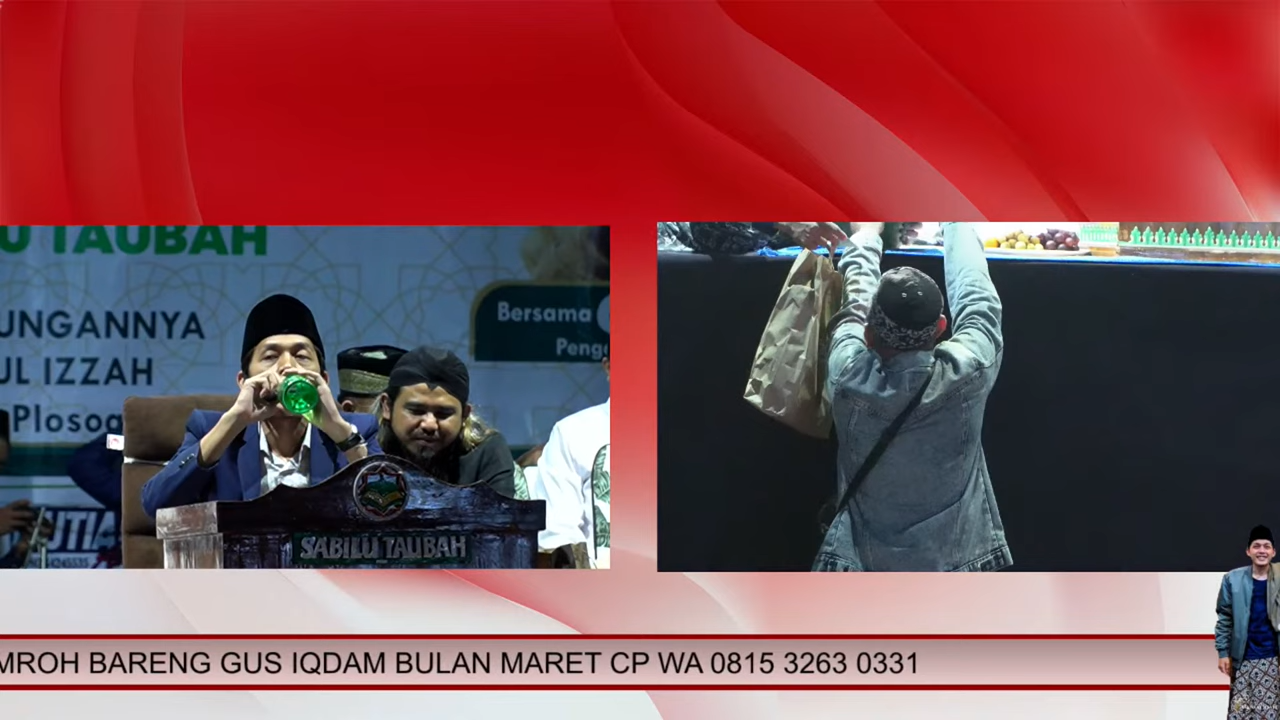 U TAUBAH
UNGANNYA
UL IZZAH
Plosog
Bersama
Peng
UTIA
SABILU TAUBAH
MROH BARENG GUS IQDAM BULAN MARET CP WA 0815 3263 0331